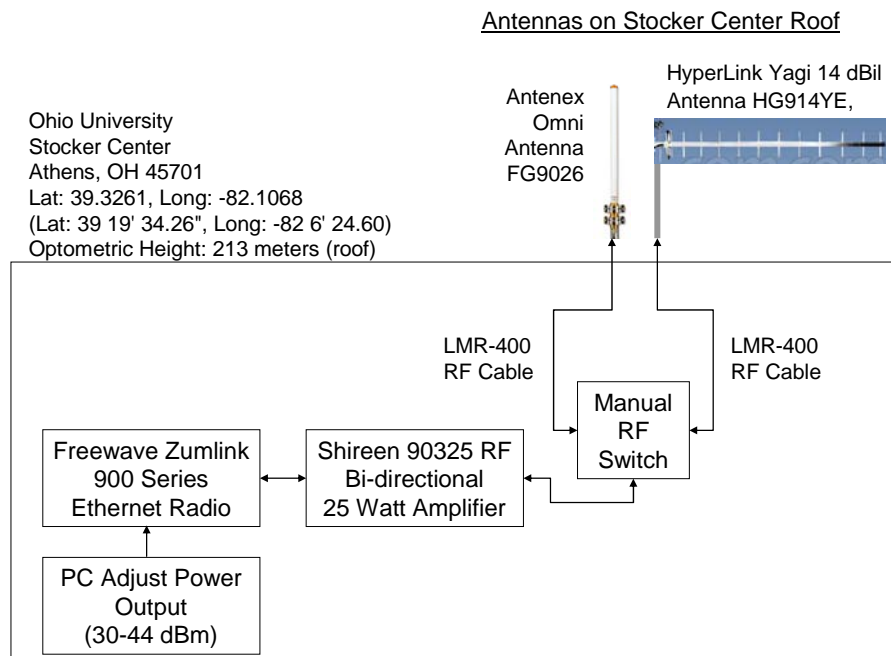 Antennas on Stocker Center Roof
HyperLink Yagi 14 dBil
Antenna HG914YE,
Antenex
Omni
Antenna
FG9026
Ohio University
Stocker Center
Athens, OH 45701
Lat: 39.3261, Long: -82.1068
(Lat: 39 19' 34.26", Long: -82 6' 24.60)
Optometric Height: 213 meters (roof)
LMR-400
RF Cable
LMR-400
RF Cable
Manual
RF
Switch
Freewave Zumlink
900 Series
Ethernet Radio
Shireen 90325 RF
Bi-directional
25 Watt Amplifier
PC Adjust Power
Output
(30-44 dBm)